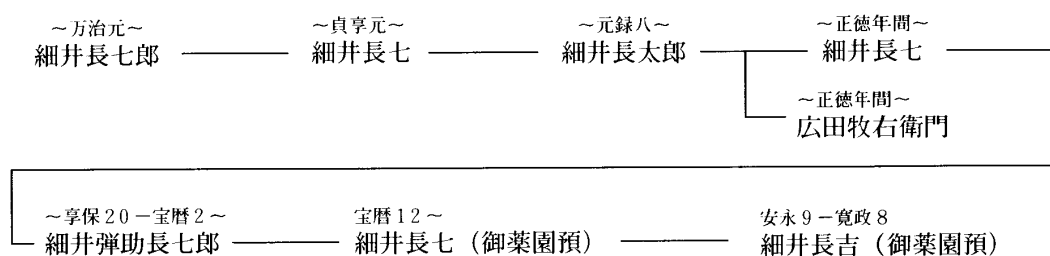 ～万治元～ ～貞享元～ ～元録八～ ～正徳年間～
細井長七郎 細井長七 細井長太郎 細井長七
～正徳年間～
広田牧右衛門
～享保20－宝暦2～ 宝暦12～ 安永9－寛政8
細井弾助長七郎 細井長七（御薬園預） 細井長吉（御薬園預）